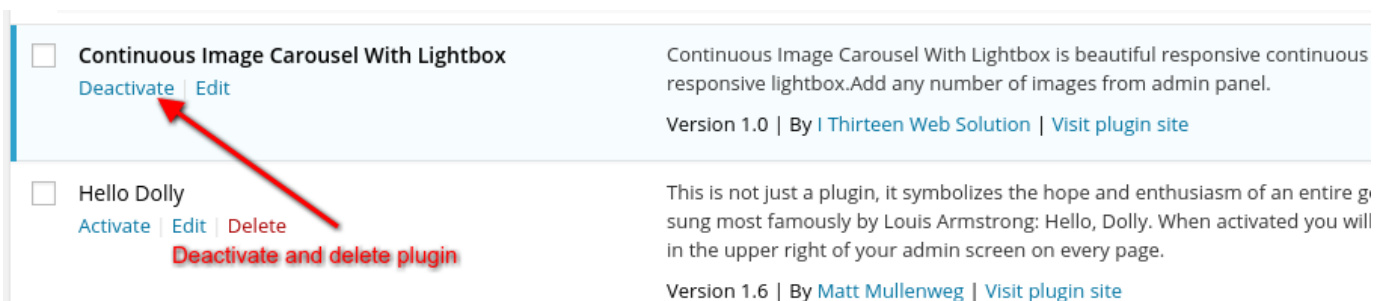 Continuous Image Carousel With Lightbox
Deactivate | Edit
Continuous Image Carousel With Lightbox is beautiful responsive continuous
responsive lightbox.Add any number of images from admin panel.
Version 1.0 | By I Thirteen Web Solution | Visit plugin site
Hello Dolly
Activate | Edit | Delete
Deactivate and delete plugin
This is not just a plugin, it symbolizes the hope and enthusiasm of an entire
sung most famously by Louis Armstrong: Hello, Dolly. When activated you will
in the upper right of your admin screen on every page.
Version 1.6 | By Matt Mullenweg | Visit plugin site